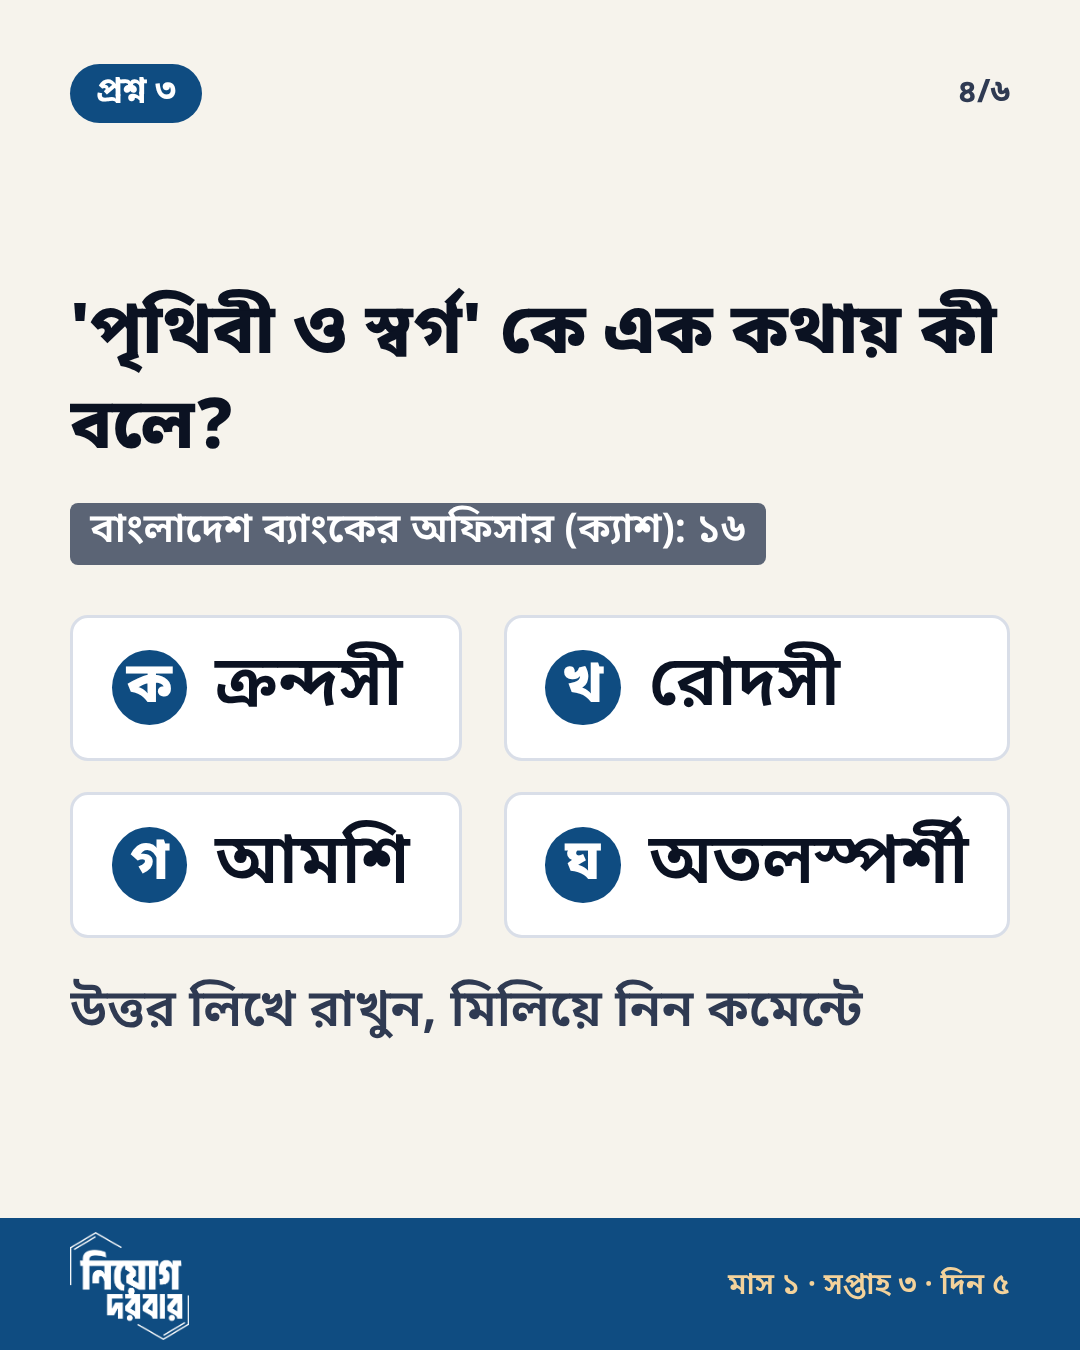 প্রশ্ন ৩
৪/৬
'পৃথিবী ও স্বর্গ' কে এক কথায় কী
বলে?
বাংলাদেশ ব্যাংকের অফিসার (ক্যাশ): ১৬
ক ক্রন্দসী
খ রোদসী
গ আমশি
ঘ অতলস্পর্শী
উত্তর লিখে রাখুন, মিলিয়ে নিন কমেন্টে
নিয়োগ
দরবার
মাস ১ · সপ্তাহ ৩ · দিন ৫